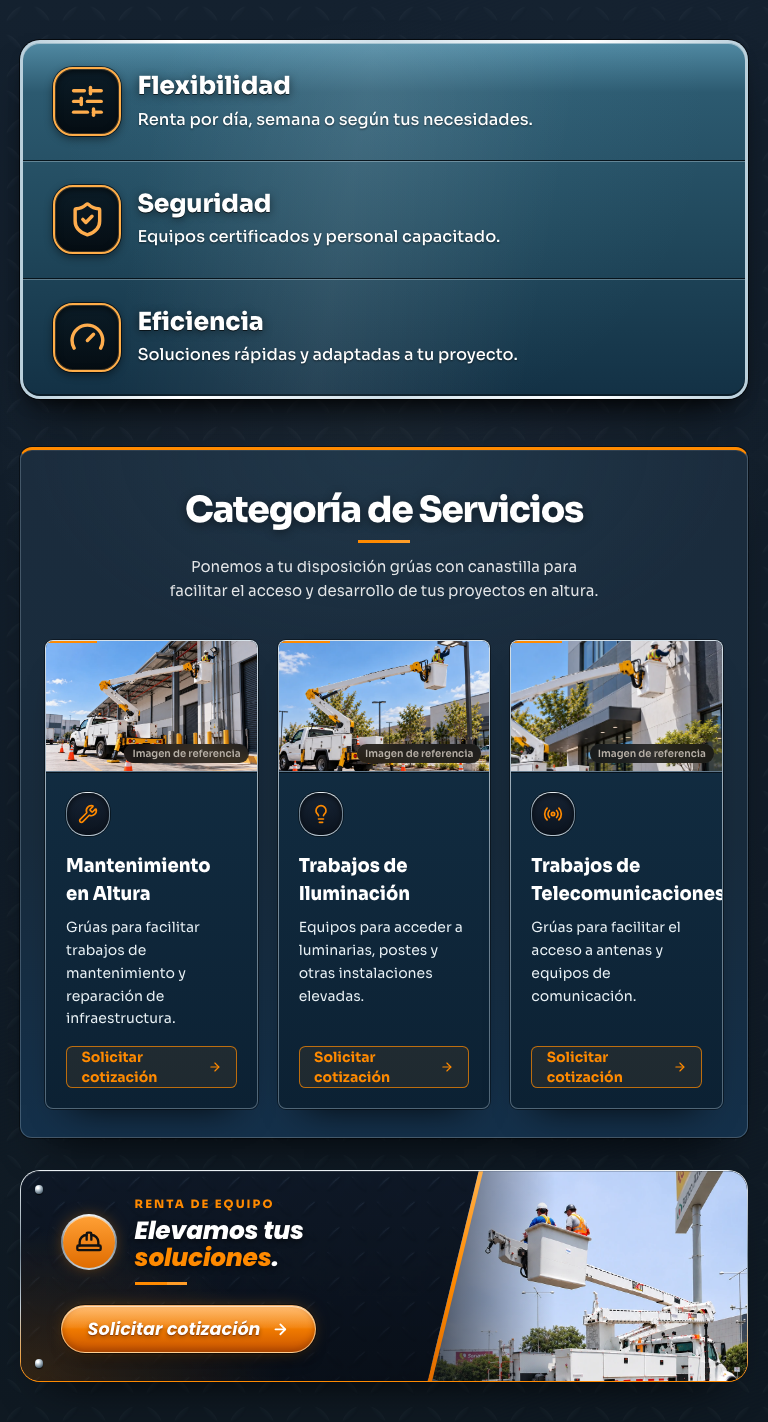 Flexibilidad
Renta por día, semana o según tus necesidades.
Seguridad
Equipos certificados y personal capacitado.
Eficiencia
Soluciones rápidas y adaptadas a tu proyecto.
Categoría de Servicios
Ponemos a tu disposición grúas con canastilla para
facilitar el acceso y desarrollo de tus proyectos en altura.
Imagen de referencia
Mantenimiento
en Altura
Grúas para facilitar
trabajos de
mantenimiento y
reparación de
infraestructura.
Solicitar
cotización
Imagen de referencia
Trabajos de
Iluminación
Equipos para acceder a
luminarias, postes y
otras instalaciones
elevadas.
Solicitar
cotización
Imagen de referencia
Trabajos de
Telecomunicaciones
Grúas para facilitar el
acceso a antenas y
equipos de
comunicación.
Solicitar
cotización
RENTA DE EQUIPO
Elevamos tus
soluciones.
Solicitar cotización